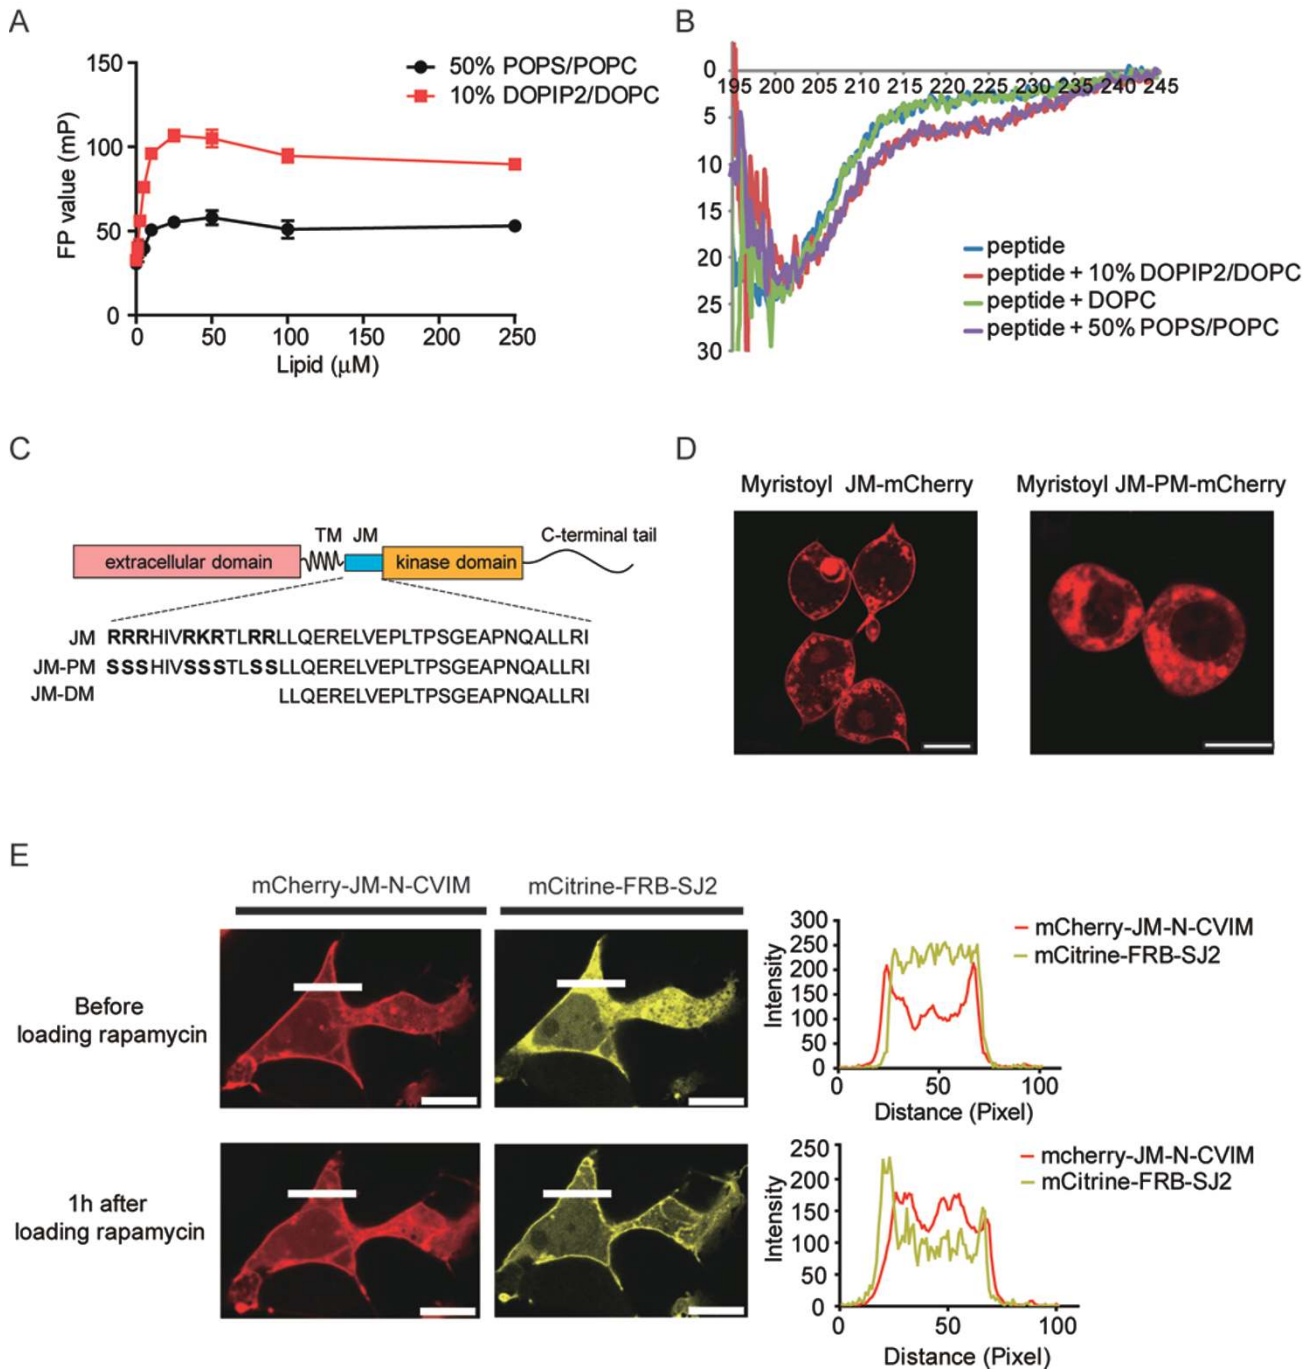 A
150
100
50
0
FP value (mP)
0 50 100 150 200 250
Lipid (μM)
50% POPS/POPC
10% DOPIP2/DOPC
B
0
5
10
15
20
25
30
195 200 205 210 215 220 225 230 235 240 245
peptide
peptide + 10% DOPIP2/DOPC
peptide + DOPC
peptide + 50% POPS/POPC
C
extracellular domain
TM JM
kinase domain
C-terminal tail
JM RRRHIVRKRTLRRLLQERELVEPLTPSGEAPNQALLRI
JM-PM SSSHIVSSSTLSSLLQERELVEPLTPSGEAPNQALLRI
JM-DM LLQERELVEPLTPSGEAPNQALLRI
D
Myristoyl JM-mCherry
Myristoyl JM-PM-mCherry
E
mCherry-JM-N-CVIM
mCitrine-FRB-SJ2
Before
loading rapamycin
300
250
200
150
100
50
0
Intensity
0 50 100
Distance (Pixel)
mCherry-JM-N-CVIM
mCitrine-FRB-SJ2
1h after
loading rapamycin
250
200
150
100
50
0
Intensity
0 50 100
Distance (Pixel)
mcherry-JM-N-CVIM
mCitrine-FRB-SJ2